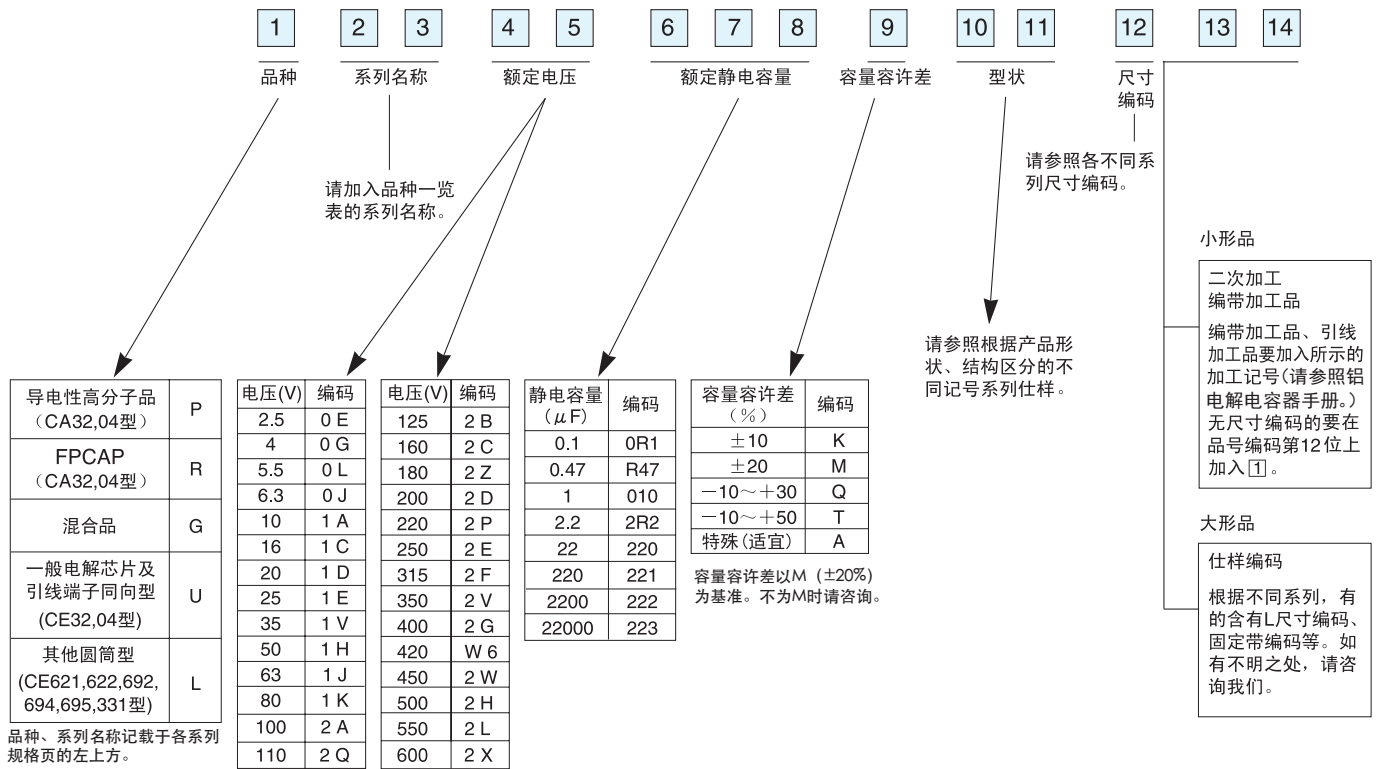 1 2 3 4 5 6 7 8 9 10 11 12 13 14
品种 系列名称 额定电压 额定静电容量 容量容许差 型状 尺寸
编码
请参照各不同系
列尺寸编码。
请加入品种一览
表的系列名称。
请参照根据产品形
状、结构区分的不
同记号系列仕样。
小形品
二次加工
编带加工品
编带加工品、引线
加工品要加入所示的
加工记号(请参照铝
电解电容器手册。)
无尺寸编码的要在
品号编码第12位上
加入1。
大形品
仕样编码
根据不同系列，有
的含有L尺寸编码、
固定带编码等。如
有不明之处，请咨
询我们。
导电性高分子品
（CA32,04型） P
FPCAP
（CA32,04型） R
混合品 G
一般电解芯片及
引线端子同向型
(CE32,04型) U
其他圆筒型
(CE621,622,692,
694,695,331型) L
品种、系列名称记载于各系列
规格页的左上方。
电压(V) 编码
2.5 0 E
4 0 G
5.5 0 L
6.3 0 J
10 1 A
16 1 C
20 1 D
25 1 E
35 1 V
50 1 H
63 1 J
80 1 K
100 2 A
110 2 Q
电压(V) 编码
125 2 B
160 2 C
180 2 Z
200 2 D
220 2 P
250 2 E
315 2 F
350 2 V
400 2 G
420 W 6
450 2 W
500 2 H
550 2 L
600 2 X
静电容量
（μF） 编码
0.1 0R1
0.47 R47
1 010
2.2 2R2
22 220
220 221
2200 222
22000 223
容量容许差
（％） 编码
±10 K
±20 M
－10～＋30 Q
－10～＋50 T
特殊(适宜) A
容量容许差以M（±20%）
为基准。不为M时请咨询。